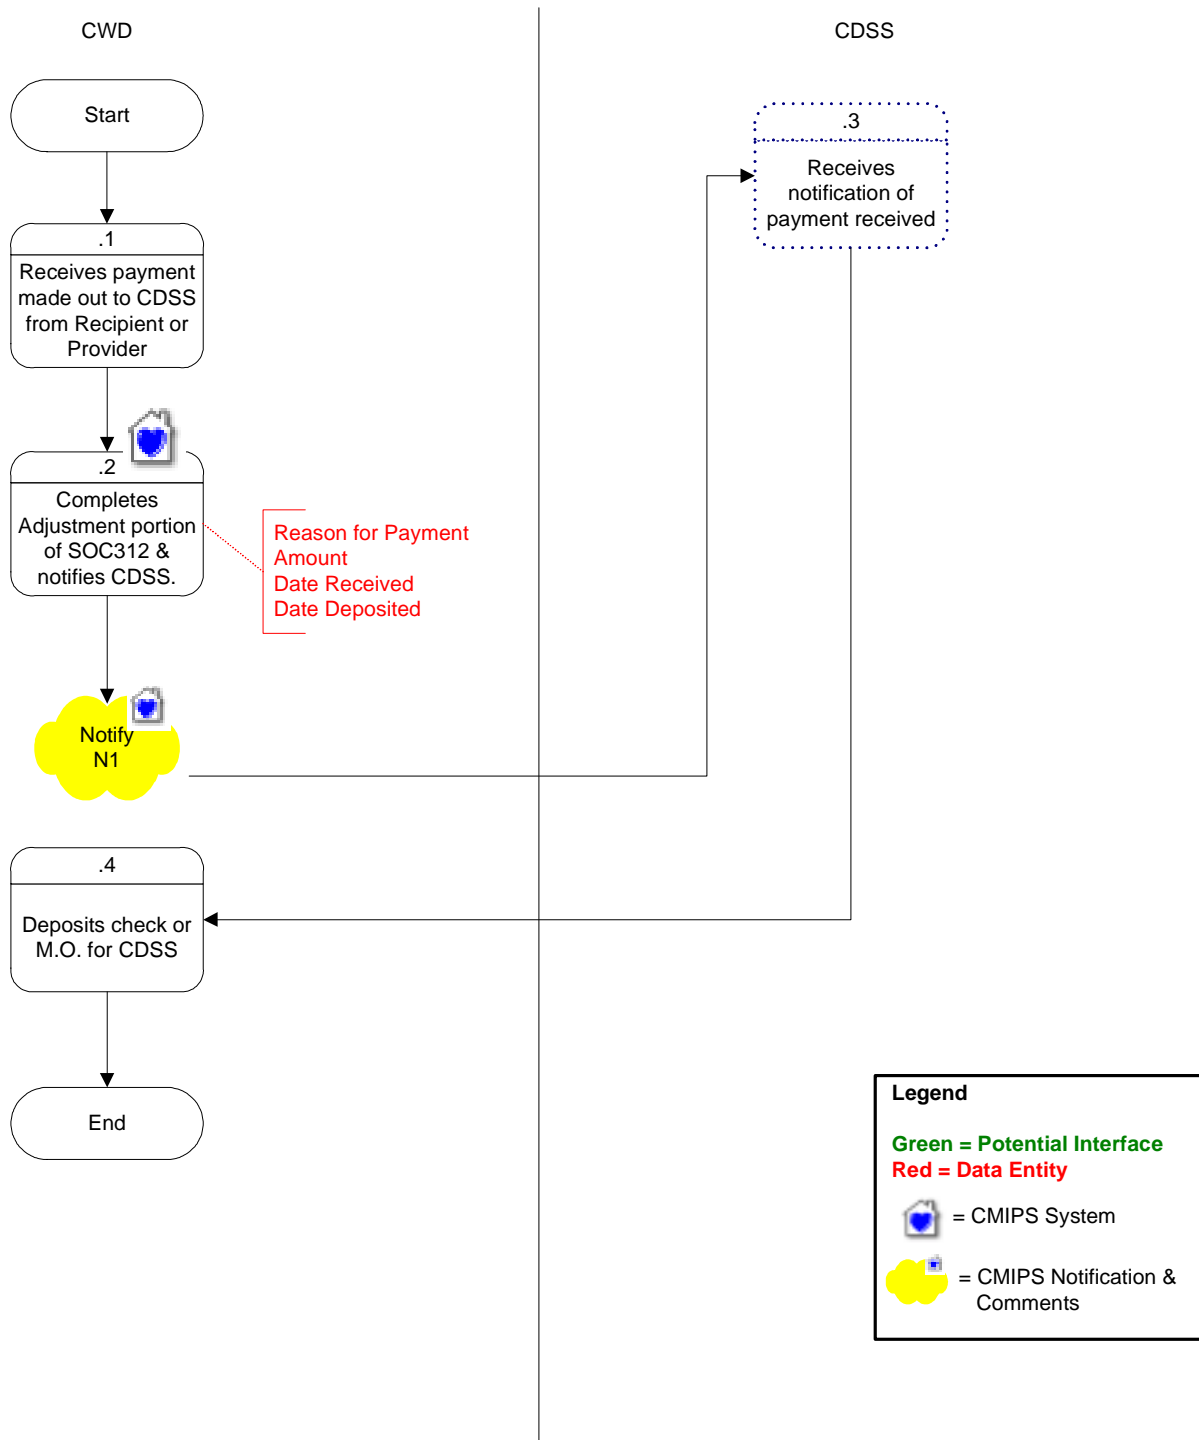 CWD
CDSS
Start
.1
Receives payment
made out to CDSS
from Recipient or
Provider
.2
Completes
Adjustment portion
of SOC312 &
notifies CDSS.
Reason for Payment
Amount
Date Received
Date Deposited
Notify
N1
.3
Receives
notification of
payment received
.4
Deposits check or
M.O. for CDSS
End
Legend
Green = Potential Interface
Red = Data Entity
= CMIPS System
= CMIPS Notification &
Comments